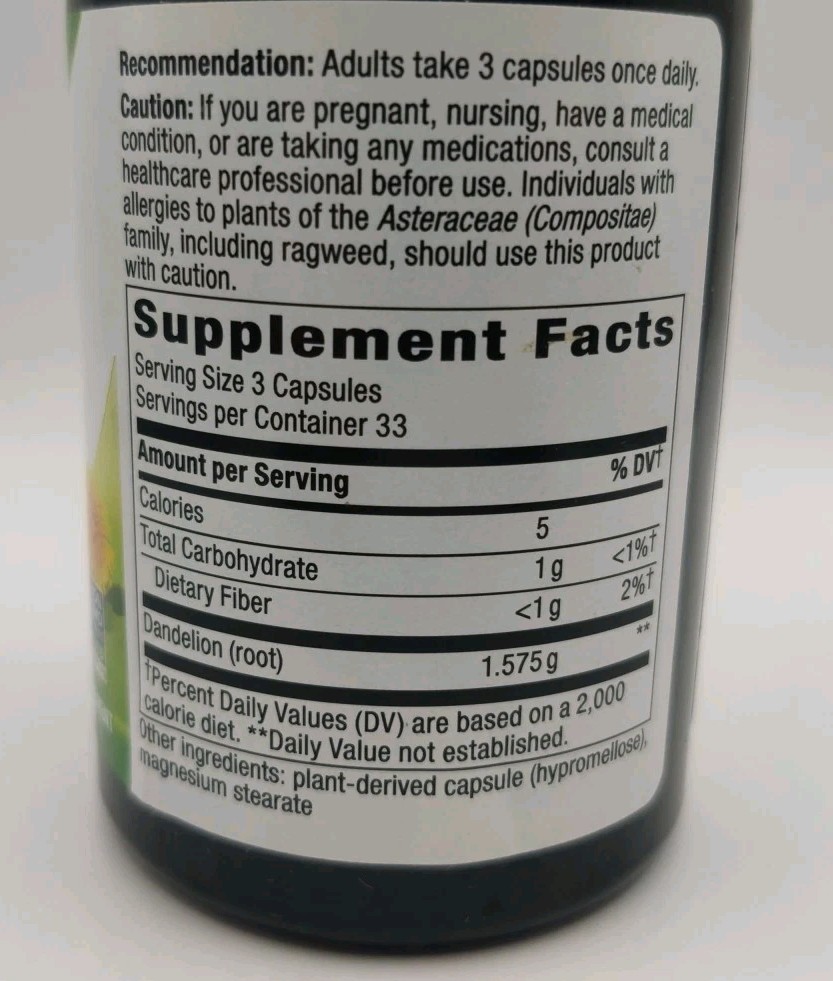 Recommendation: Adults take 3 capsules once daily.
Caution: If you are pregnant, nursing, have a medical
condition, or are taking any medications, consult a
healthcare professional before use. Individuals with
allergies to plants of the Asteraceae (Compositae)
family, including ragweed, should use this product
with caution.
Supplement Facts
Serving Size 3 Capsules
Servings per Container 33
Amount per Serving % DV†
Calories 5
Total Carbohydrate 1 g <1%†
Dietary Fiber <1 g 2%†
Dandelion (root) 1.575 g **
†Percent Daily Values (DV) are based on a 2,000
calorie diet. **Daily Value not established.
Other ingredients: plant-derived capsule (hypromellose),
magnesium stearate